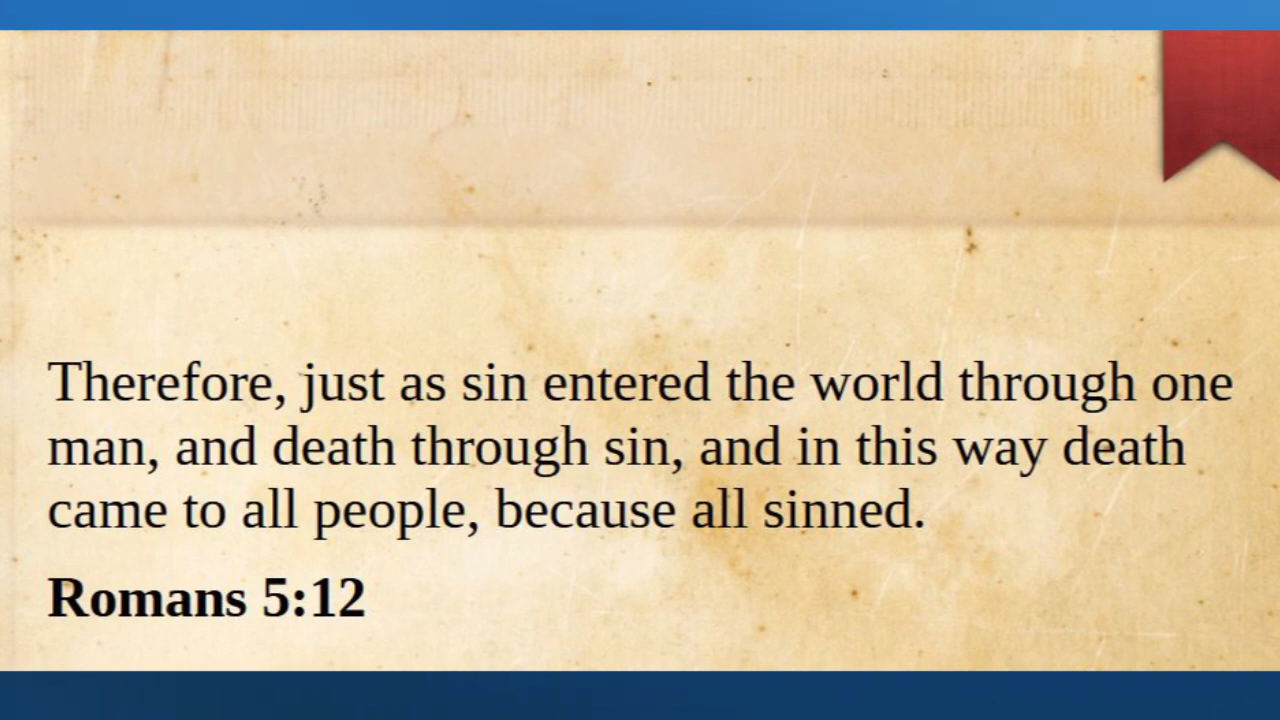 Therefore, just as sin entered the world through one
man, and death through sin, and in this way death
came to all people, because all sinned.
Romans 5:12